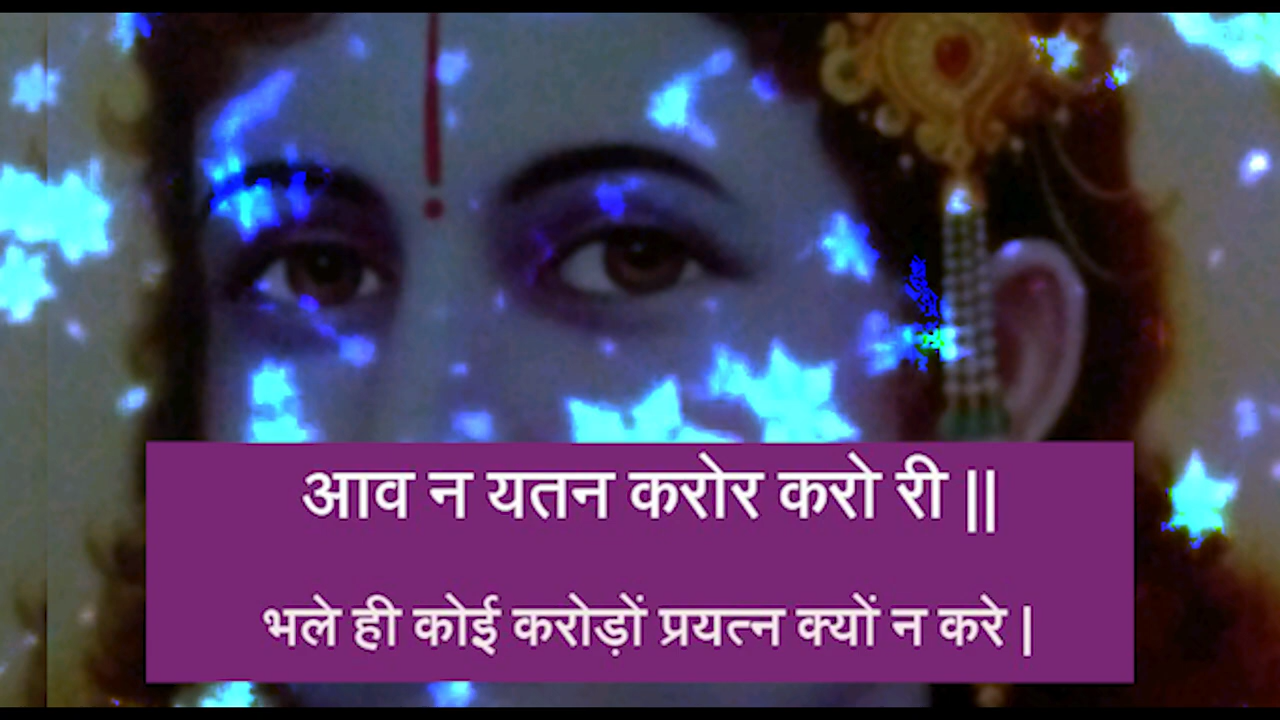 आव न यतन करोर करो री ||
भले ही कोई करोड़ों प्रयत्न क्यों न करे |